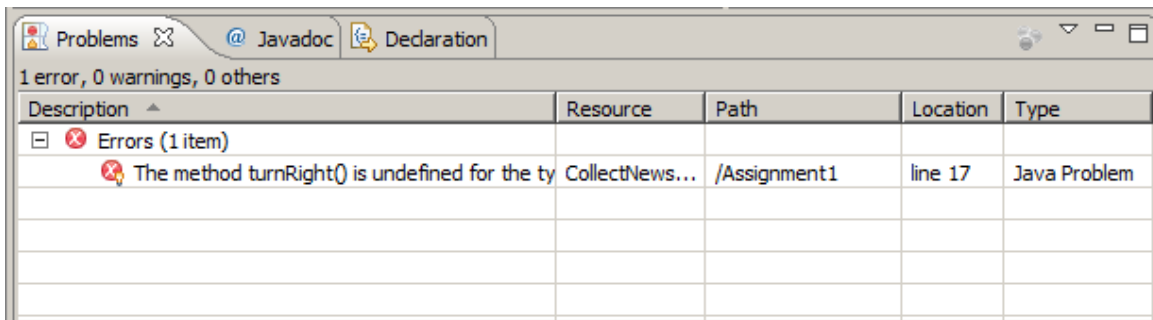 Problems @ Javadoc Declaration
1 error, 0 warnings, 0 others
Description Resource Path Location Type
Errors (1 item)
The method turnRight() is undefined for the ty CollectNews... /Assignment1 line 17 Java Problem